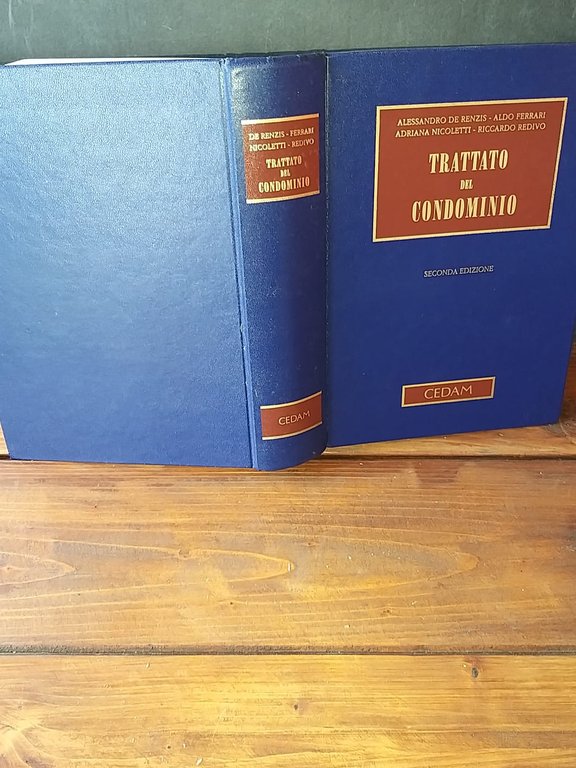 DE RENZIS - FERRARI
NICOLETTI - REDIVO
TRATTATO
DEL
CONDOMINIO
CEDAM
ALESSANDRO DE RENZIS - ALDO FERRARI
ADRIANA NICOLETTI - RICCARDO REDIVO
TRATTATO
DEL
CONDOMINIO
SECONDA EDIZIONE
CEDAM